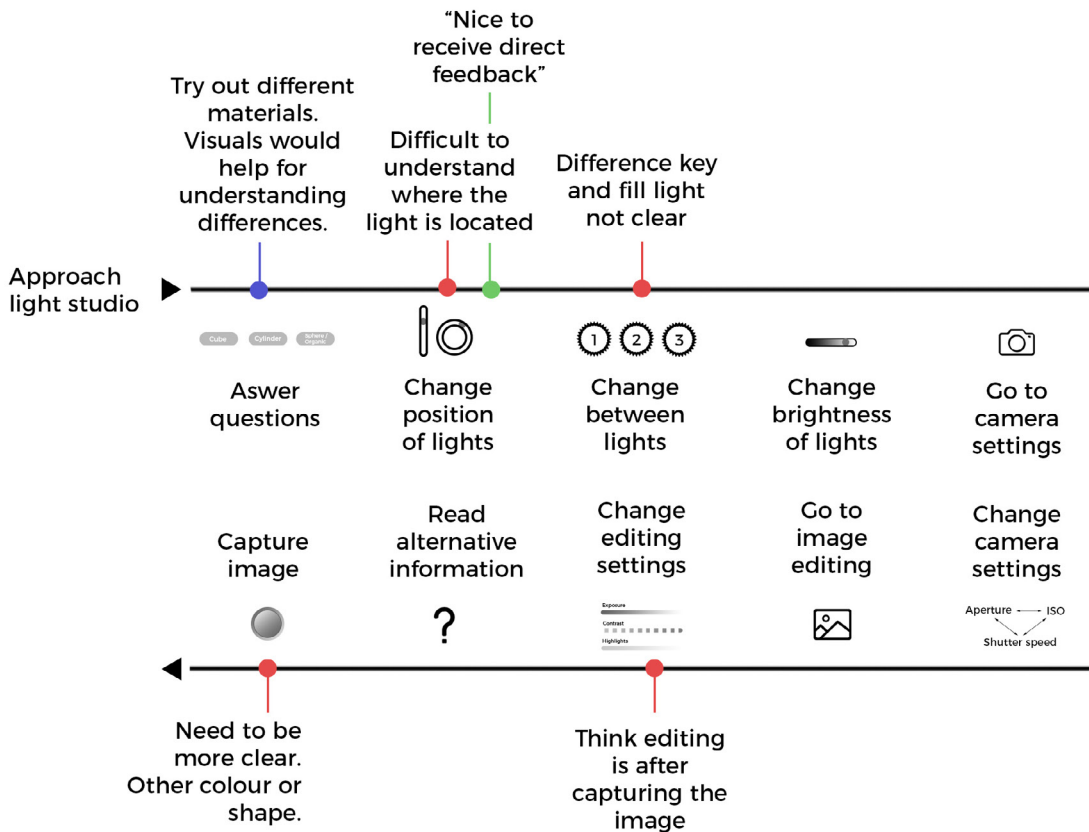 “Nice to
receive direct
feedback”
Try out different
materials.
Visuals would
help for
understanding
differences.
Difficult to
understand
where the
light is located
Difference key
and fill light
not clear
Approach
light studio
Cube
Cylinder
Sphere /
Organic
1
2
3
Aswer
questions
Change
position
of lights
Change
between
lights
Change
brightness
of lights
Go to
camera
settings
Capture
image
Read
alternative
information
Change
editing
settings
Go to
image
editing
Change
camera
settings
?
Exposure
Contrast
Highlights
Aperture
ISO
Shutter speed
Need to be
more clear.
Other colour or
shape.
Think editing
is after
capturing the
image